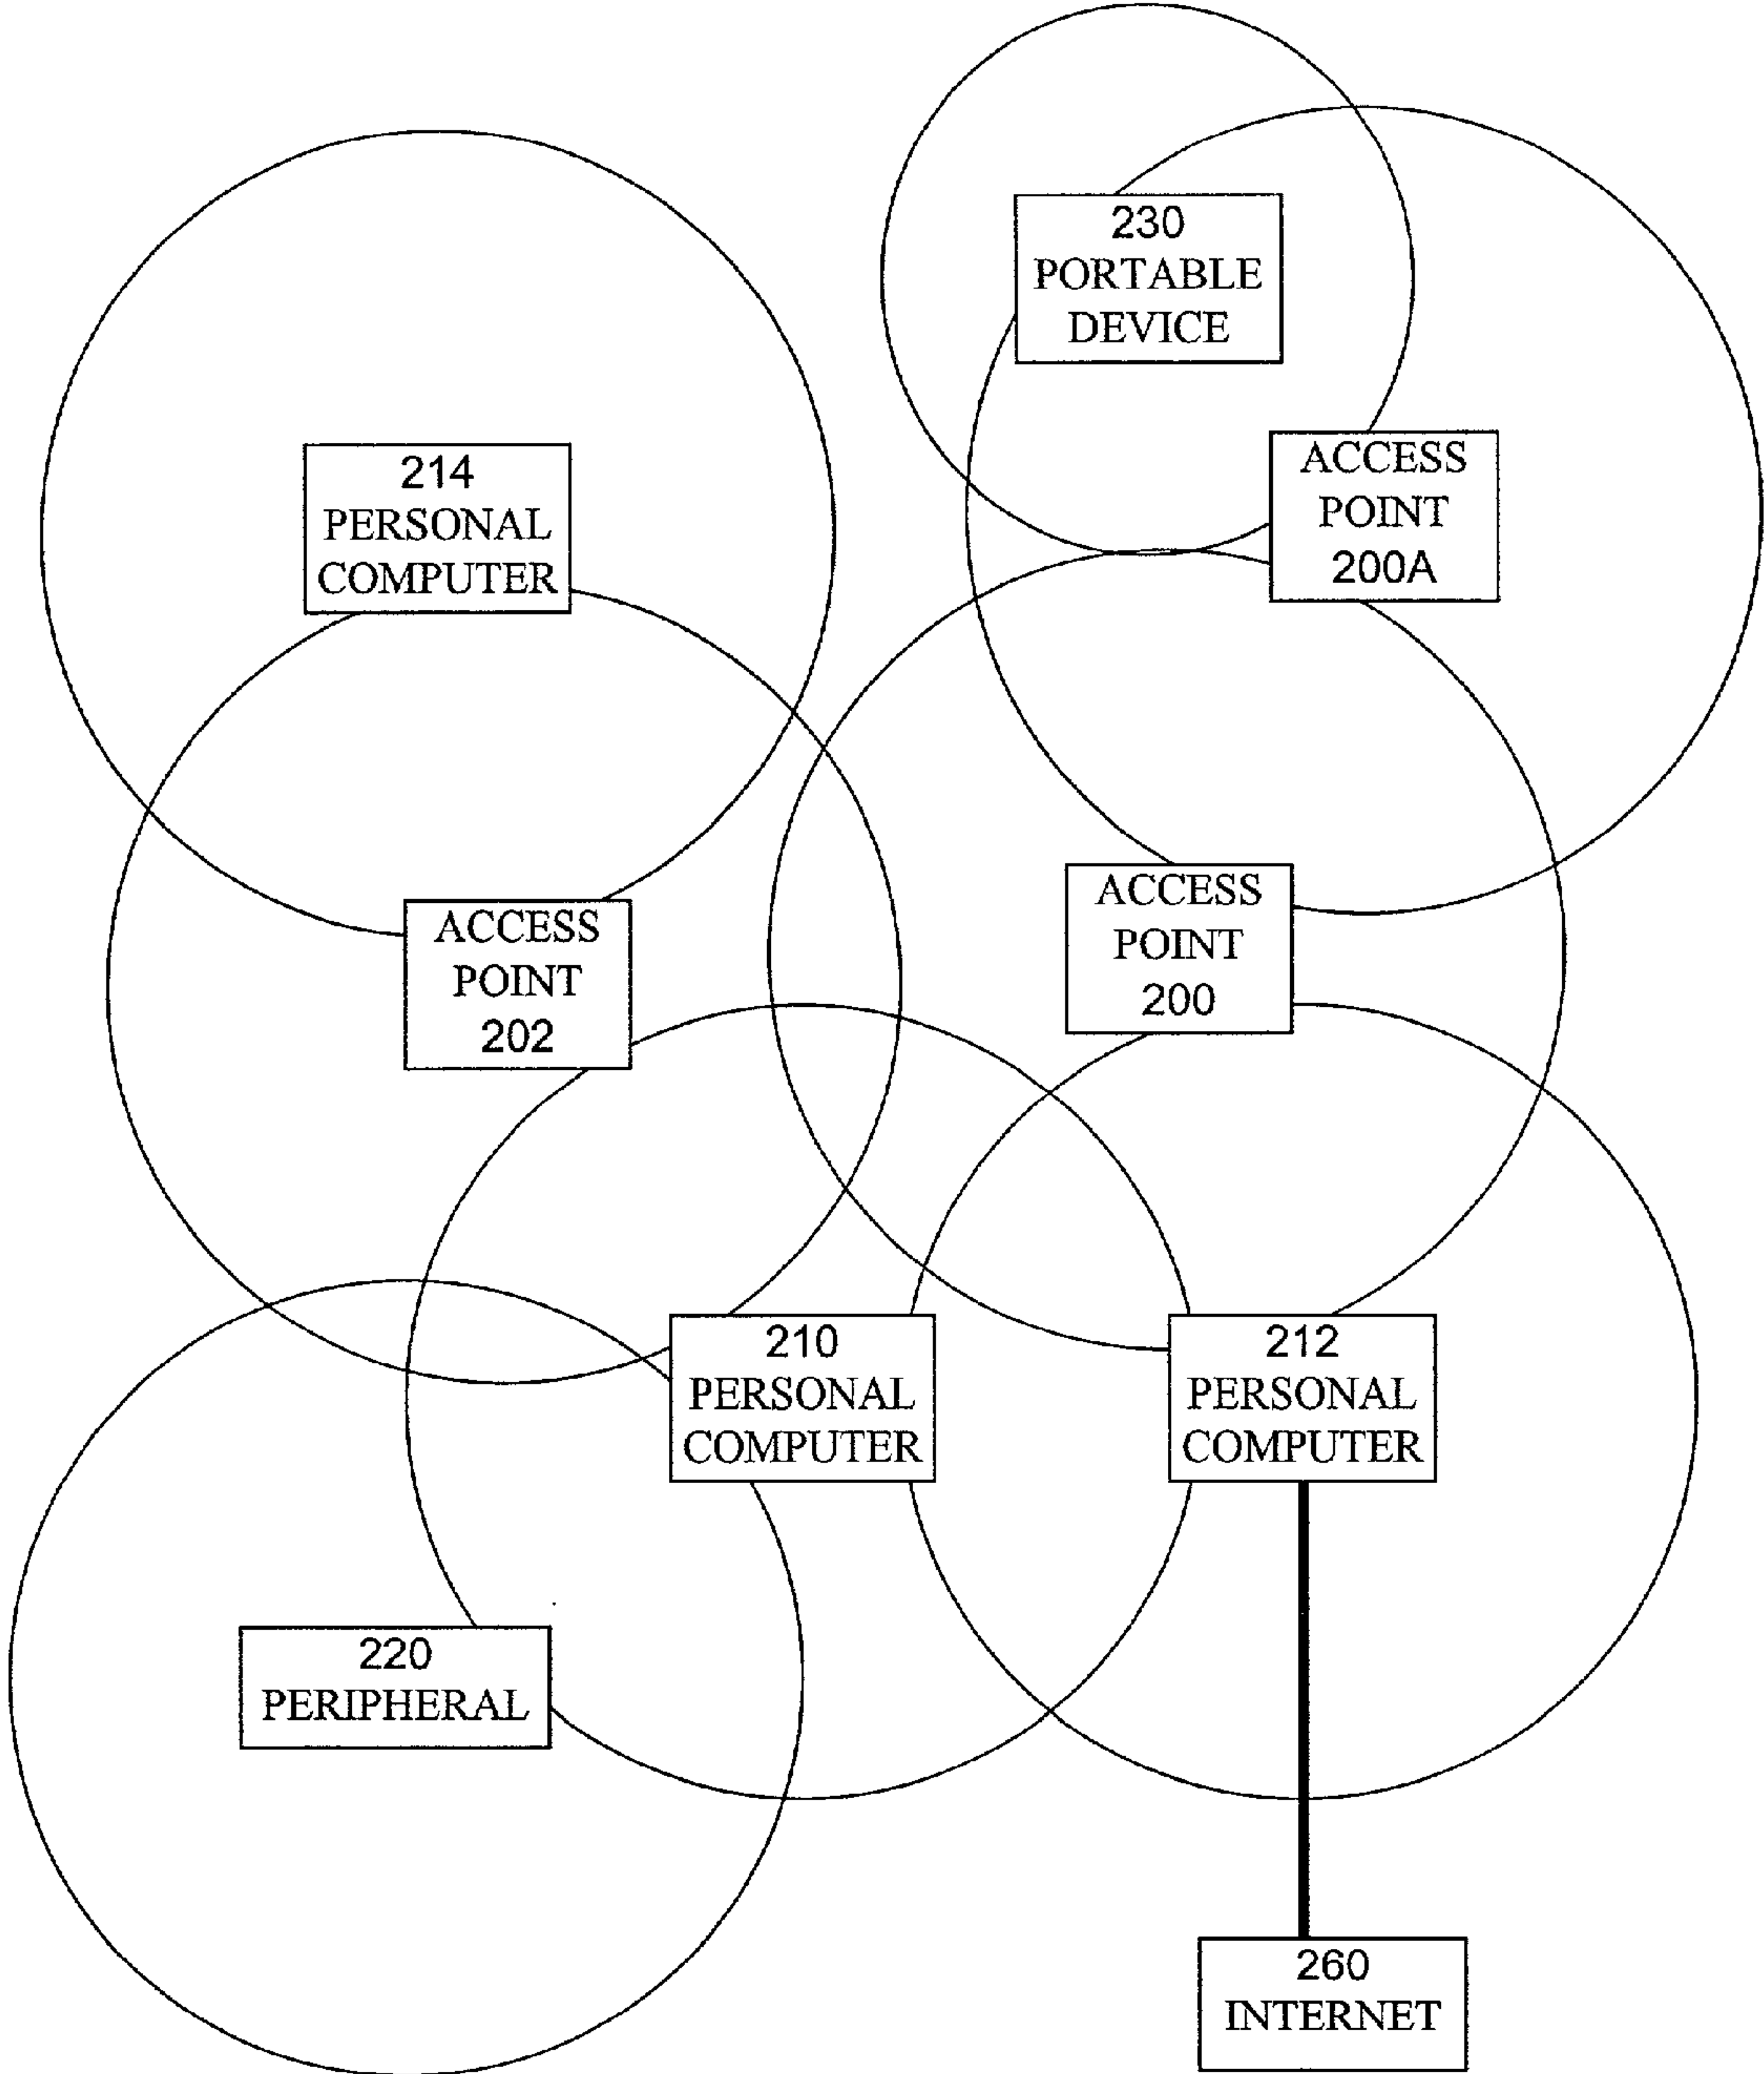 230
PORTABLE
DEVICE
214
PERSONAL
COMPUTER
ACCESS
POINT
200A
ACCESS
POINT
202
ACCESS
POINT
200
210
PERSONAL
COMPUTER
212
PERSONAL
COMPUTER
220
PERIPHERAL
260
INTERNET